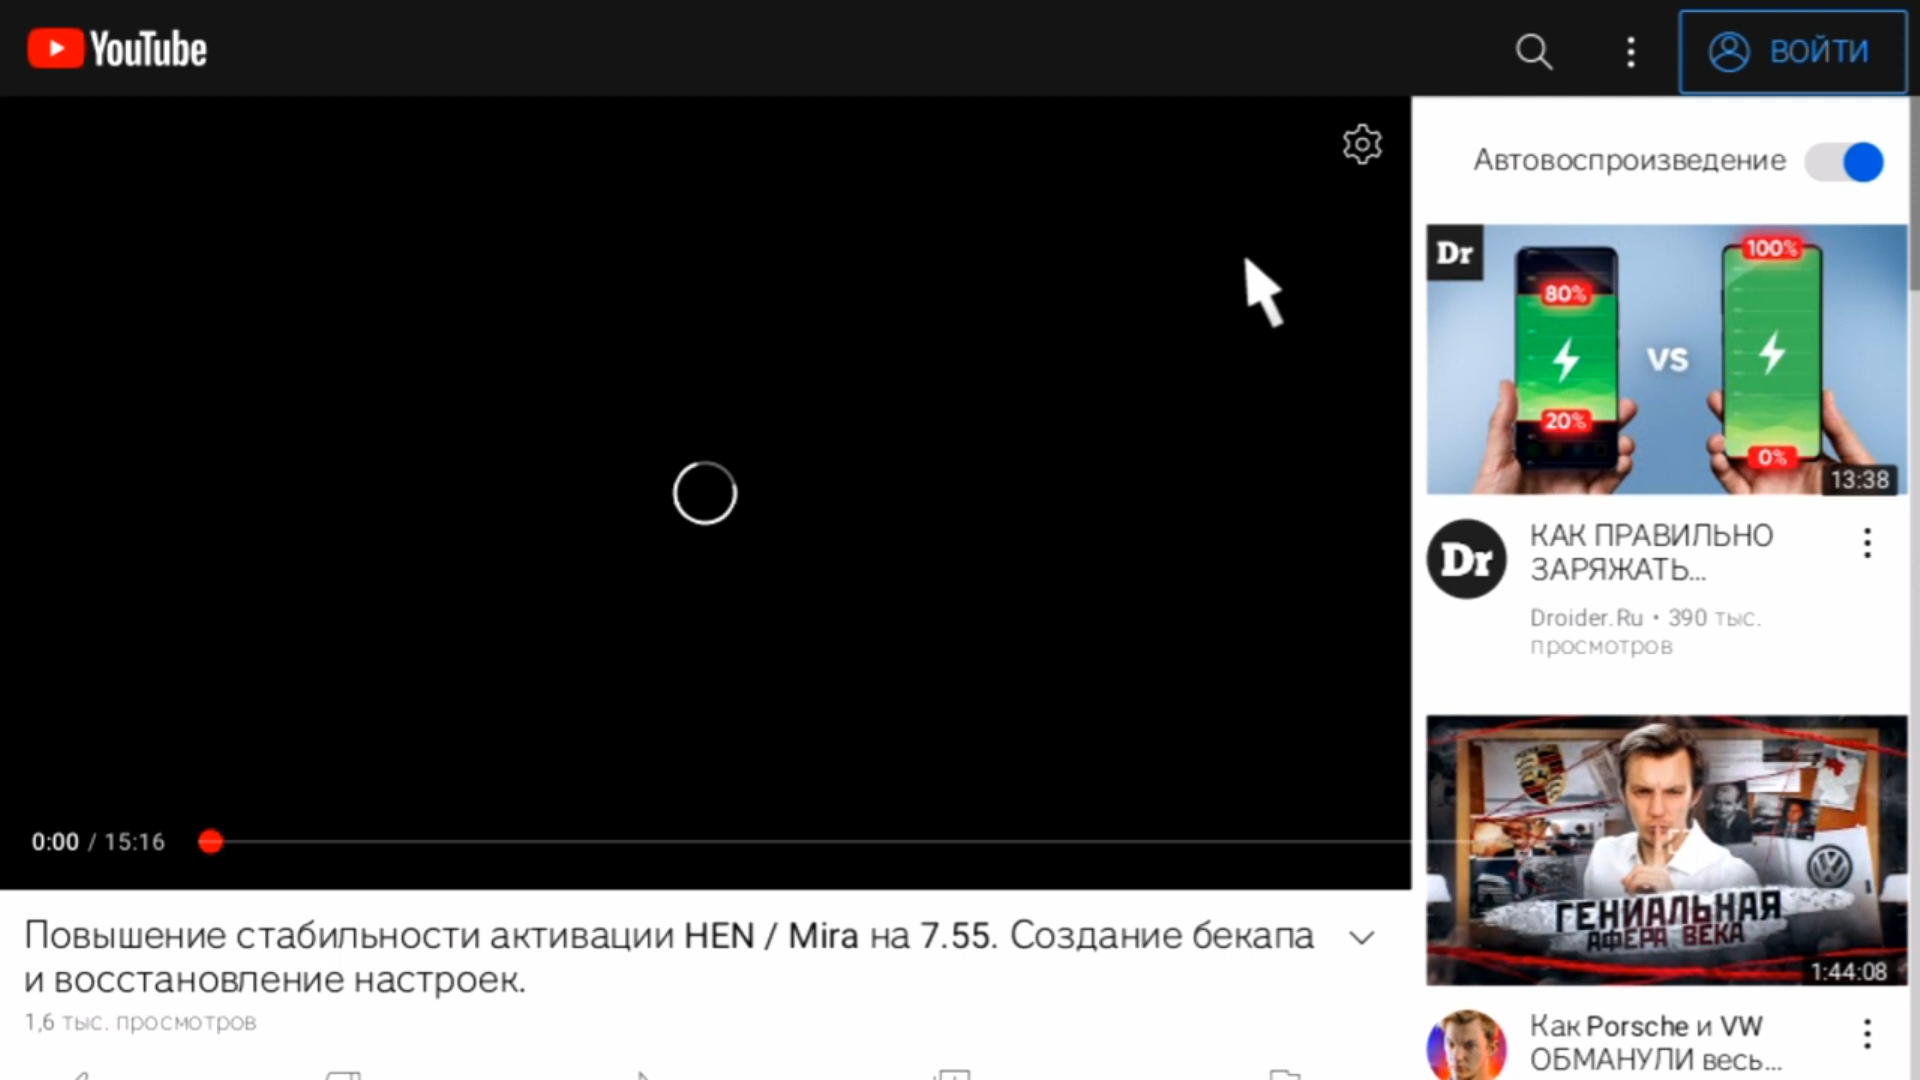 YouTube
ВОЙТИ
Автовоспроизведение
Dr
80%
20%
VS
100%
0%
13:38
Dr
КАК ПРАВИЛЬНО
ЗАРЯЖАТЬ...
Droider.Ru • 390 тыс.
просмотров
0:00 / 15:16
ГЕНИАЛЬНАЯ
АФЕРА ВЕКА
1:44:08
Повышение стабильности активации HEN / Mira на 7.55. Создание бекапа
и восстановление настроек.
1,6 тыс. просмотров
Как Porsche и VW
ОБМАНУЛИ весь...